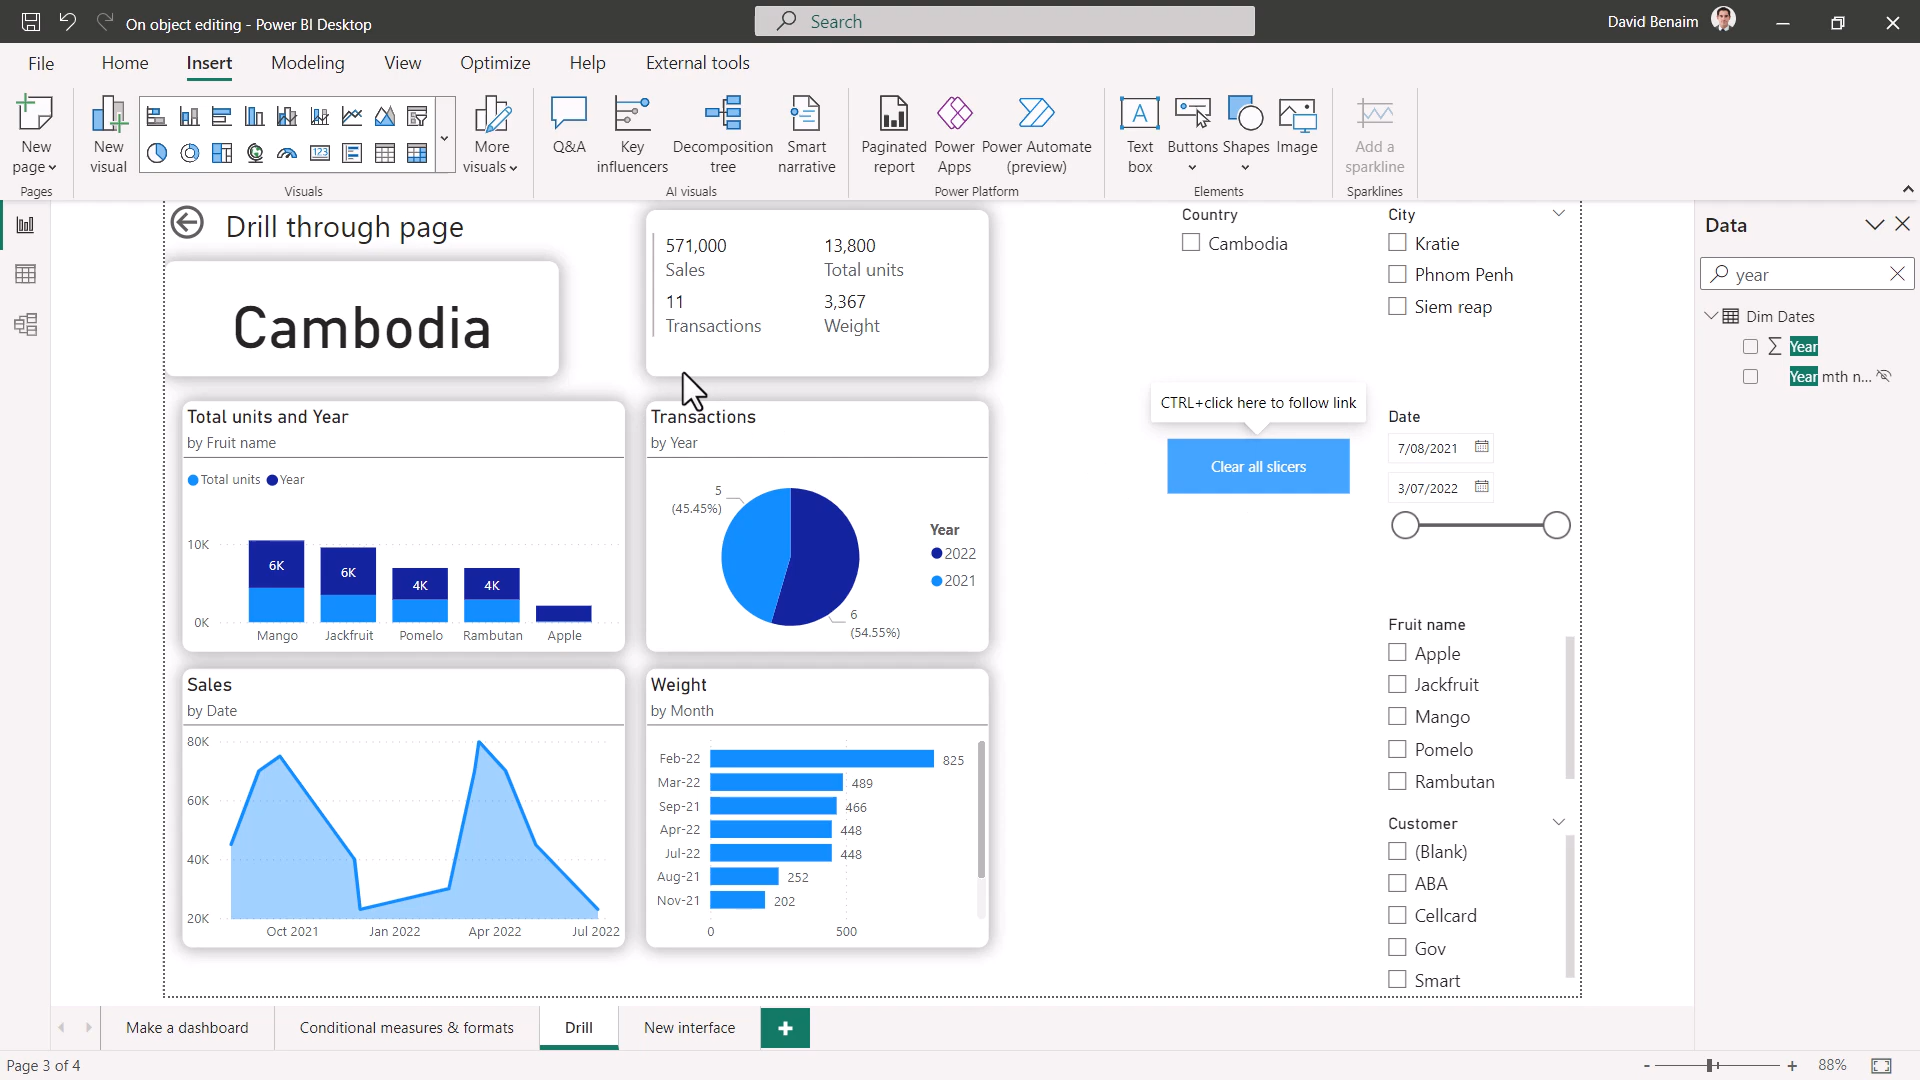 On object editing - Power BI Desktop
Search
David Benaim
File
Home
Insert
Modeling
View
Optimize
Help
External tools
New page
New visual
123
More visuals
Q&A
Key influencers
Decomposition tree
Smart narrative
Paginated report
Power Apps
Power Automate (preview)
A
Text box
Buttons
Shapes
Image
Add a sparkline
Pages
Visuals
AI visuals
Power Platform
Elements
Sparklines
Drill through page
Cambodia
571,000
Sales
13,800
Total units
11
Transactions
3,367
Weight
Country
Cambodia
City
Kratie
Phnom Penh
Siem reap
CTRL+click here to follow link
Clear all slicers
Date
7/08/2021
3/07/2022
Total units and Year
by Fruit name
Total units
Year
10K
0K
6K
6K
4K
4K
Mango
Jackfruit
Pomelo
Rambutan
Apple
Transactions
by Year
5
(45.45%)
6
(54.55%)
Year
2022
2021
Sales
by Date
80K
60K
40K
20K
Oct 2021
Jan 2022
Apr 2022
Jul 2022
Weight
by Month
Feb-22 825
Mar-22 489
Sep-21 466
Apr-22 448
Jul-22 448
Aug-21 252
Nov-21 202
0
500
Fruit name
Apple
Jackfruit
Mango
Pomelo
Rambutan
Customer
(Blank)
ABA
Cellcard
Gov
Smart
Data
year
Dim Dates
Year
Year mth n...
Make a dashboard
Conditional measures & formats
Drill
New interface
+
Page 3 of 4
- + 88%